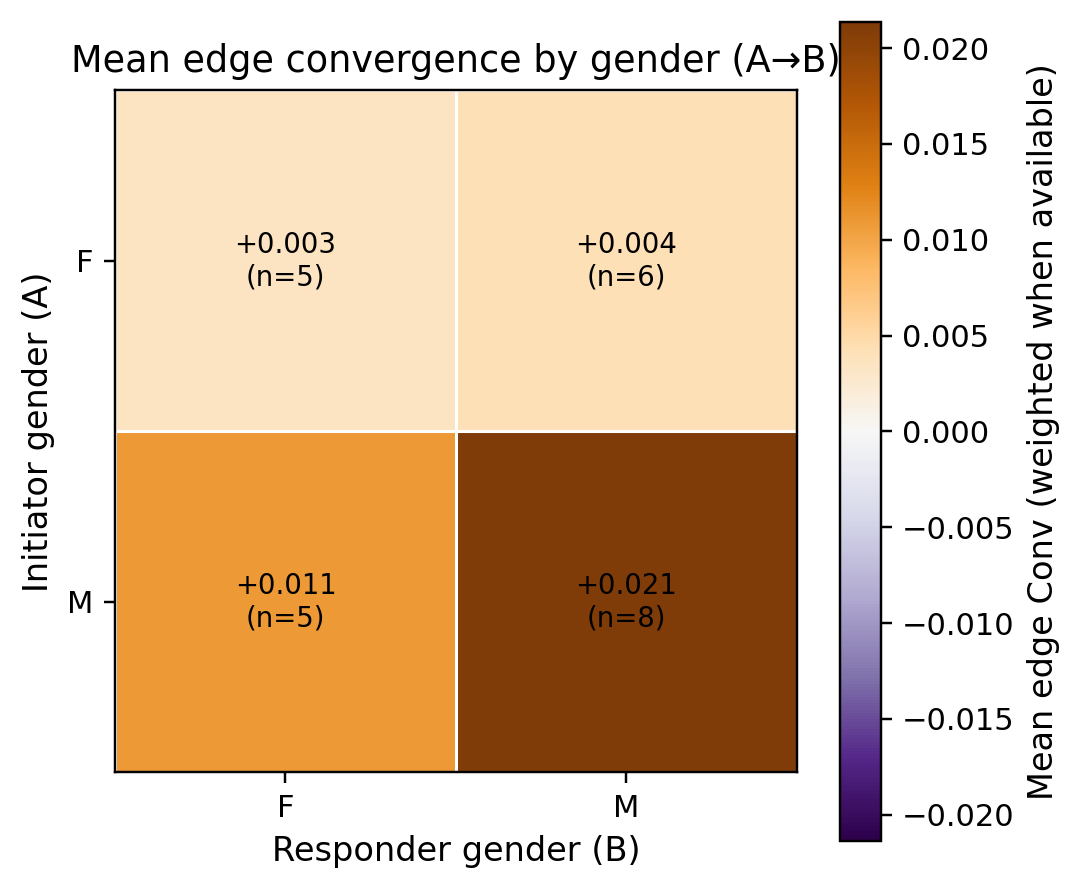 Mean edge convergence by gender (A→B)
Initiator gender (A)
F
M
+0.003
(n=5)
+0.004
(n=6)
+0.011
(n=5)
+0.021
(n=8)
F
M
Responder gender (B)
0.020
0.015
0.010
0.005
0.000
−0.005
−0.010
−0.015
−0.020
Mean edge Conv (weighted when available)